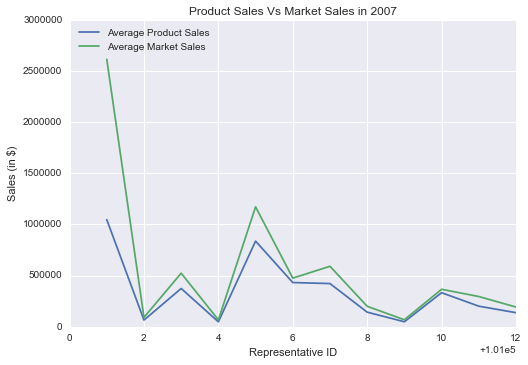 Product Sales Vs Market Sales in 2007
Average Product Sales
Average Market Sales
3000000
2500000
2000000
1500000
1000000
500000
0
Sales (in $)
0 2 4 6 8 10 12
Representative ID
+1.01e5